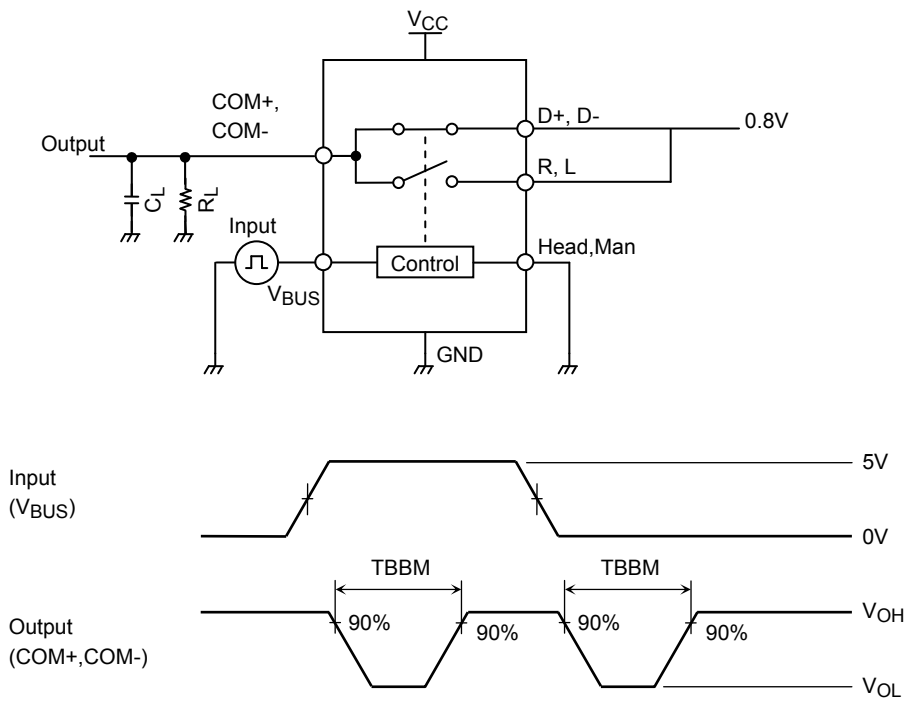 VCC
COM+,
COM-
D+, D-
0.8V
Output
R, L
CL
RL
Input
Head,Man
Control
VBUS
GND
Input
(VBUS)
5V
0V
TBBM
TBBM
Output
(COM+,COM-)
90%
90%
90%
90%
VOH
VOL